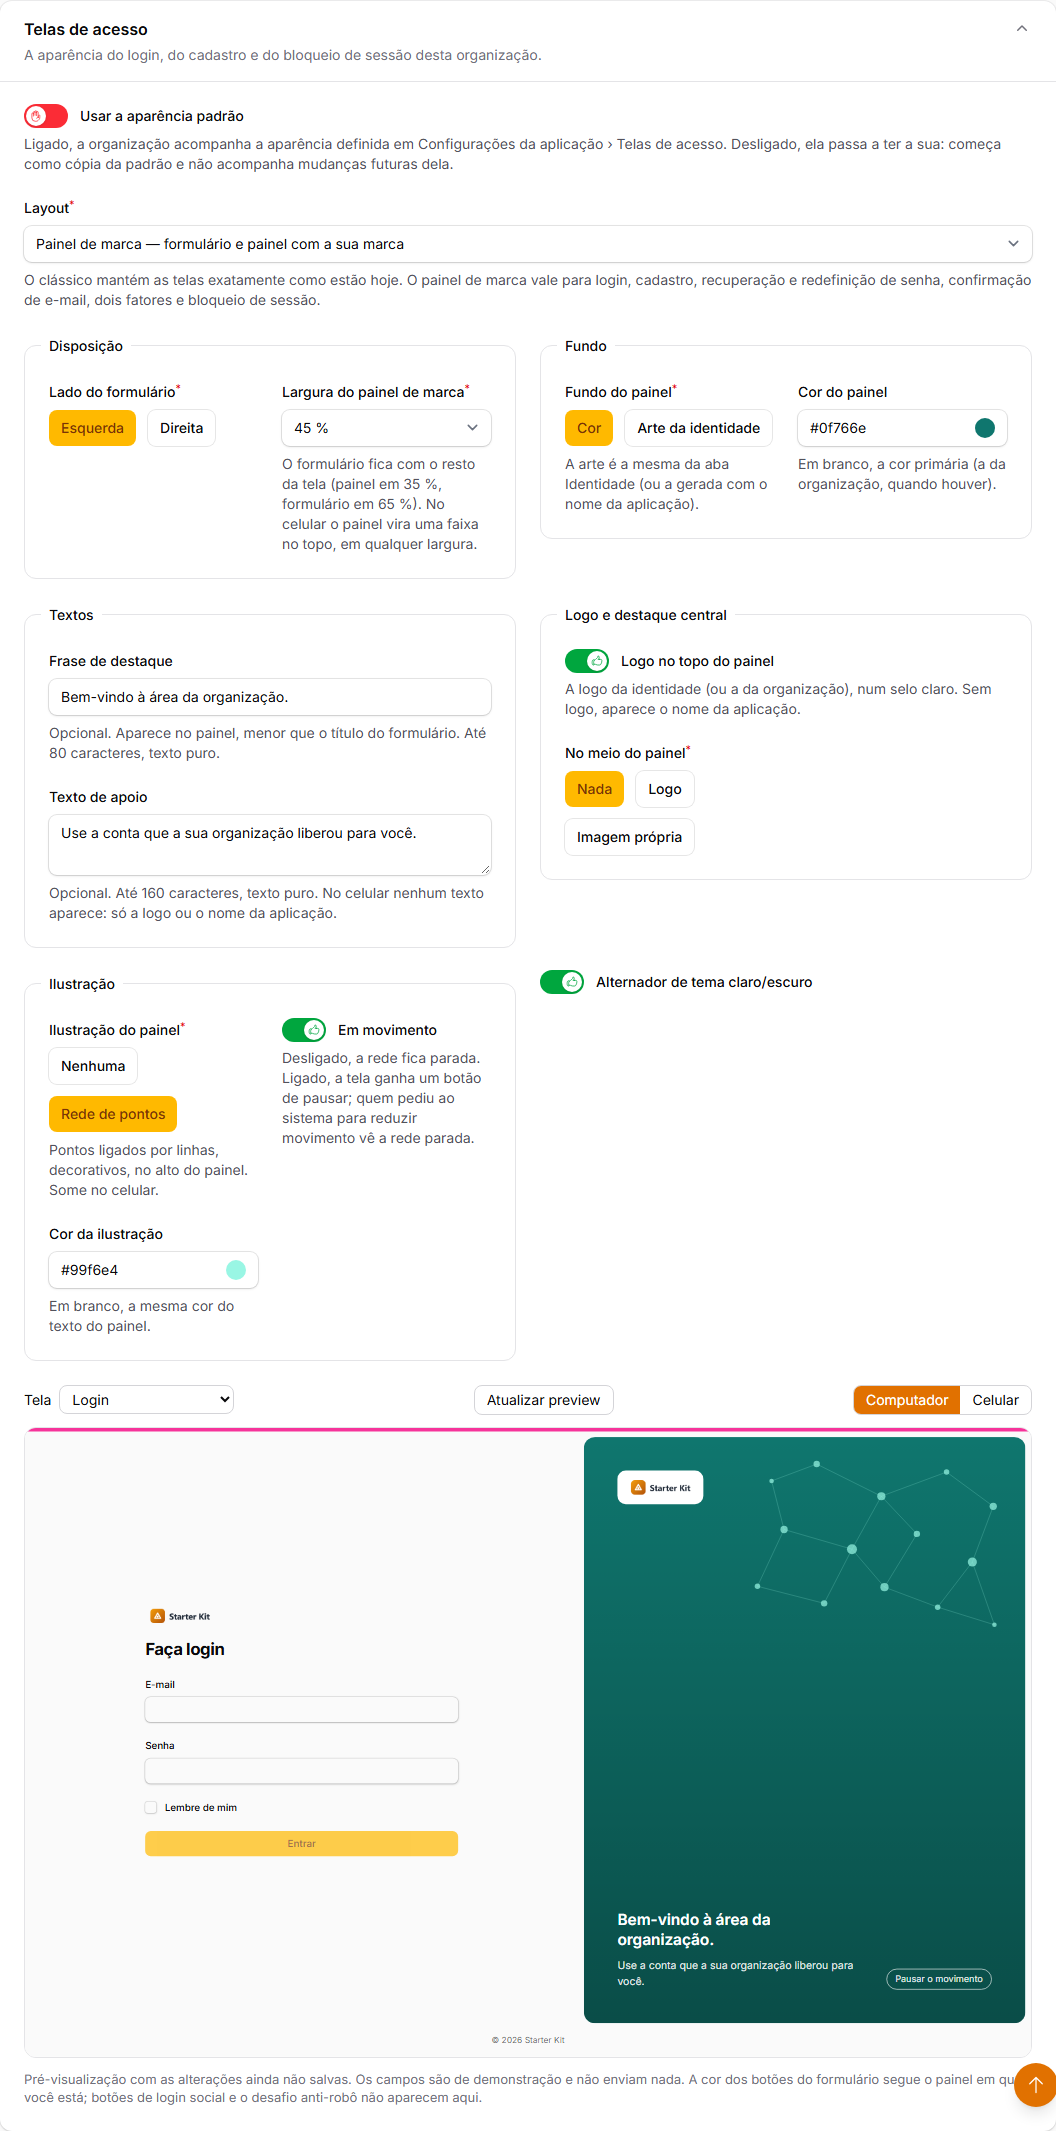 Telas de acesso
A aparência do login, do cadastro e do bloqueio de sessão desta organização.
Usar a aparência padrão
Ligado, a organização acompanha a aparência definida em Configurações da aplicação › Telas de acesso. Desligado, ela passa a ter a sua: começa
como cópia da padrão e não acompanha mudanças futuras dela.
Layout*
Painel de marca — formulário e painel com a sua marca
O clássico mantém as telas exatamente como estão hoje. O painel de marca vale para login, cadastro, recuperação e redefinição de senha, confirmação
de e-mail, dois fatores e bloqueio de sessão.
Disposição
Lado do formulário*
Esquerda
Direita
Largura do painel de marca*
45 %
O formulário fica com o resto
da tela (painel em 35 %,
formulário em 65 %). No
celular o painel vira uma faixa
no topo, em qualquer largura.
Fundo
Fundo do painel*
Cor
Arte da identidade
A arte é a mesma da aba
Identidade (ou a gerada com o
nome da aplicação).
Cor do painel
#0f766e
Em branco, a cor primária (a da
organização, quando houver).
Textos
Frase de destaque
Bem-vindo à área da organização.
Opcional. Aparece no painel, menor que o título do formulário. Até
80 caracteres, texto puro.
Texto de apoio
Use a conta que a sua organização liberou para você.
Opcional. Até 160 caracteres, texto puro. No celular nenhum texto
aparece: só a logo ou o nome da aplicação.
Logo e destaque central
Logo no topo do painel
A logo da identidade (ou a da organização), num selo claro. Sem
logo, aparece o nome da aplicação.
No meio do painel*
Nada
Logo
Imagem própria
Ilustração
Ilustração do painel*
Nenhuma
Rede de pontos
Pontos ligados por linhas,
decorativos, no alto do painel.
Some no celular.
Em movimento
Desligado, a rede fica parada.
Ligado, a tela ganha um botão
de pausar; quem pediu ao
sistema para reduzir
movimento vê a rede parada.
Cor da ilustração
#99f6e4
Em branco, a mesma cor do
texto do painel.
Alternador de tema claro/escuro
Tela
Login
Atualizar preview
Computador
Celular
Starter Kit
Faça login
E-mail
Senha
Lembre de mim
Entrar
Starter Kit
Bem-vindo à área da
organização.
Use a conta que a sua organização liberou para
você.
Pausar o movimento
© 2026 Starter Kit
Pré-visualização com as alterações ainda não salvas. Os campos são de demonstração e não enviam nada. A cor dos botões do formulário segue o painel em qu
você está; botões de login social e o desafio anti-robô não aparecem aqui.